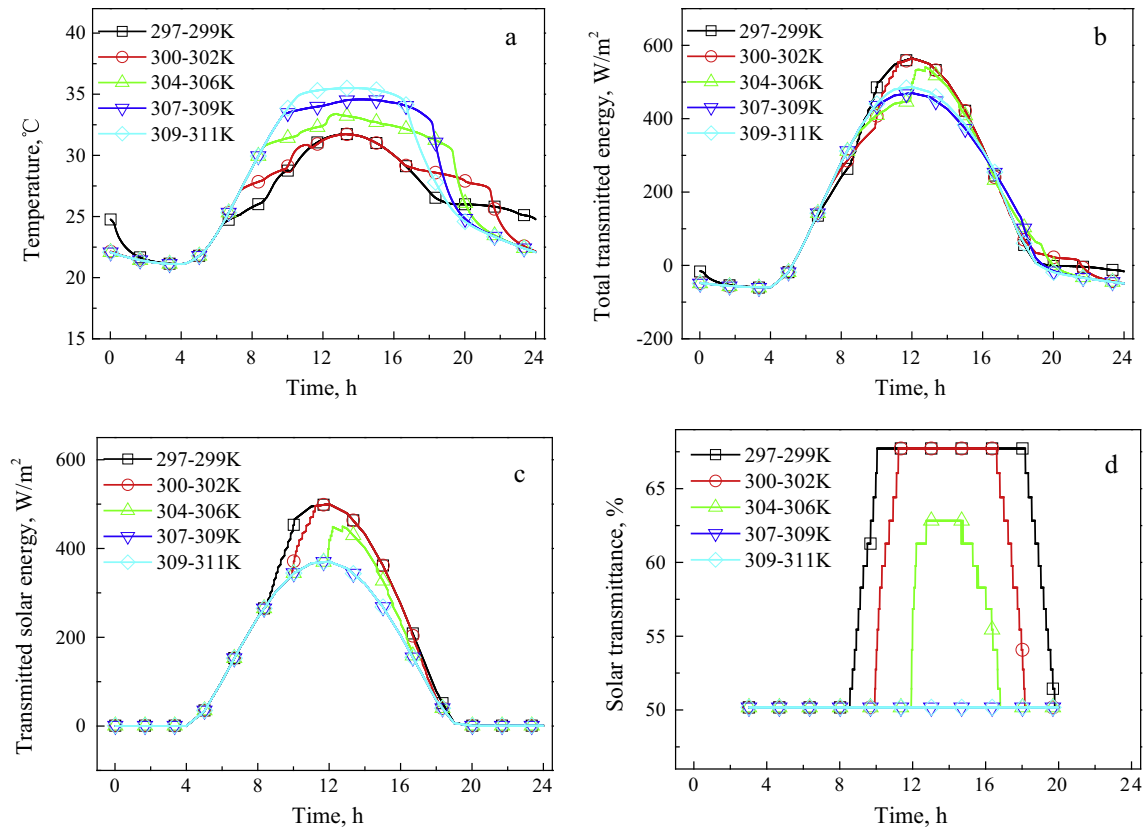 a
297-299K
300-302K
304-306K
307-309K
309-311K
Temperature, ℃
40
35
30
25
20
15
0 4 8 12 16 20 24
Time, h
b
297-299K
300-302K
304-306K
307-309K
309-311K
Total transmitted energy, W/m²
600
400
200
0
-200
0 4 8 12 16 20 24
Time, h
c
297-299K
300-302K
304-306K
307-309K
309-311K
Transmitted solar energy, W/m²
600
400
200
0
0 4 8 12 16 20 24
Time, h
d
297-299K
300-302K
304-306K
307-309K
309-311K
Solar transmittance, %
65
60
55
50
0 4 8 12 16 20 24
Time, h